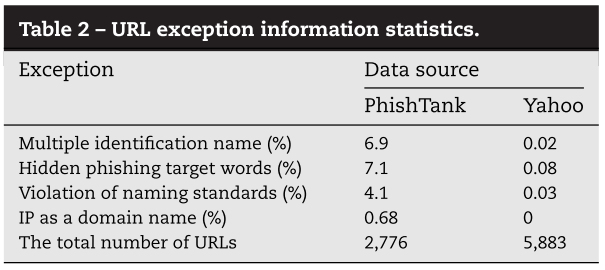 Table 2 – URL exception information statistics.
Exception Data source
PhishTank Yahoo
Multiple identification name (%) 6.9 0.02
Hidden phishing target words (%) 7.1 0.08
Violation of naming standards (%) 4.1 0.03
IP as a domain name (%) 0.68 0
The total number of URLs 2,776 5,883